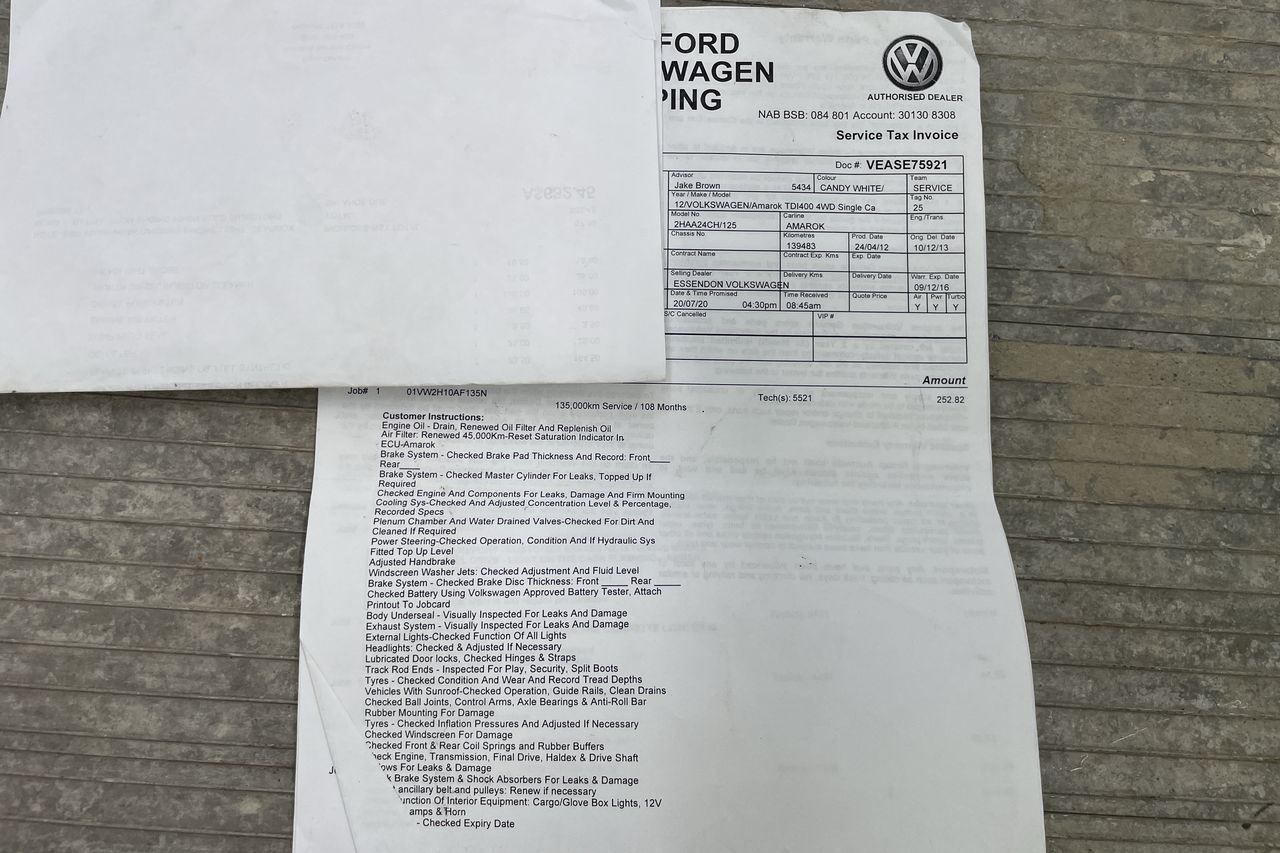 FORD
WAGEN
PING
AUTHORISED DEALER
NAB BSB: 084 801 Account: 30130 8308
Service Tax Invoice
Doc #: VEASE75921
Advisor Colour Team
Jake Brown 5434 CANDY WHITE/ SERVICE
Year / Make / Model Tag No.
12/VOLKSWAGEN/Amarok TDI400 4WD Single Ca 25
Model No. Carline Eng./Trans.
2HAA24CH/125 AMAROK
Chassis No. Kilometres Prod. Date Orig. Del. Date
139483 24/04/12 10/12/13
Contract Name Contract Exp. Kms Exp. Date
Selling Dealer Delivery Kms Delivery Date Warr. Exp. Date
ESSENDON VOLKSWAGEN 09/12/16
Date & Time Promised Time Received Quote Price Air Pwr Turbo
20/07/20 04:30pm 08:45am Y Y Y
S/C Cancelled VIP #
Amount
Job# 1 01VW2H10AF135N Tech(s): 5521 252.82
135,000km Service / 108 Months
Customer Instructions:
Engine Oil - Drain, Renewed Oil Filter And Replenish Oil
Air Filter: Renewed 45,000Km-Reset Saturation Indicator In
ECU-Amarok
Brake System - Checked Brake Pad Thickness And Record: Front____
Rear____
Brake System - Checked Master Cylinder For Leaks, Topped Up If
Required
Checked Engine And Components For Leaks, Damage And Firm Mounting
Cooling Sys-Checked And Adjusted Concentration Level & Percentage,
Recorded Specs
Plenum Chamber And Water Drained Valves-Checked For Dirt And
Cleaned If Required
Power Steering-Checked Operation, Condition And If Hydraulic Sys
Fitted Top Up Level
Adjusted Handbrake
Windscreen Washer Jets: Checked Adjustment And Fluid Level
Brake System - Checked Brake Disc Thickness: Front _____ Rear _____
Checked Battery Using Volkswagen Approved Battery Tester, Attach
Printout To Jobcard
Body Underseal - Visually Inspected For Leaks And Damage
Exhaust System - Visually Inspected For Leaks And Damage
External Lights-Checked Function Of All Lights
Headlights: Checked & Adjusted If Necessary
Lubricated Door locks, Checked Hinges & Straps
Track Rod Ends - Inspected For Play, Security, Split Boots
Tyres - Checked Condition And Wear And Record Tread Depths
Vehicles With Sunroof-Checked Operation, Guide Rails, Clean Drains
Checked Ball Joints, Control Arms, Axle Bearings & Anti-Roll Bar
Rubber Mounting For Damage
Tyres - Checked Inflation Pressures And Adjusted If Necessary
Checked Windscreen For Damage
Checked Front & Rear Coil Springs and Rubber Buffers
heck Engine, Transmission, Final Drive, Haldex & Drive Shaft
ows For Leaks & Damage
k Brake System & Shock Absorbers For Leaks & Damage
ancillary belt and pulleys: Renew if necessary
unction Of Interior Equipment: Cargo/Glove Box Lights, 12V
amps & Horn
- Checked Expiry Date